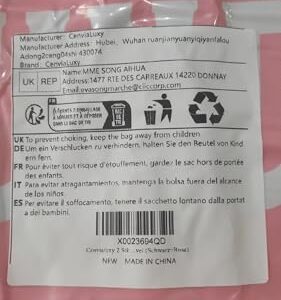 Manufacturer: CenviaLuxy
Manufacturer Address: Hubei, Wuhan ruanjianyuanyiqiyanfalou
Adong2ceng04shi 430074
Brand: CenviaLuxy
UK REP
Name:MME SONG AIHUA
Address:1477 RTE DES CARREAUX 14220 DONNAY
Email:evasongmarche@cliccorp.com
UK To prevent choking, keep the bag away from children.
DE Um ein Verschlucken zu verhindern, halten Sie den Beutel von Kind
ern fern.
FR Pour éviter tout risque d'étouffement, gardez le sac hors de portée
des enfants.
IT Para evitar atragantamientos, mantenga la bolsa fuera del alcance
de los niños.
ES Per evitare il soffocamento, tenere il sacchetto lontano dalla portat
a dei bambini.
X0023694QD
NEW MADE IN CHINA